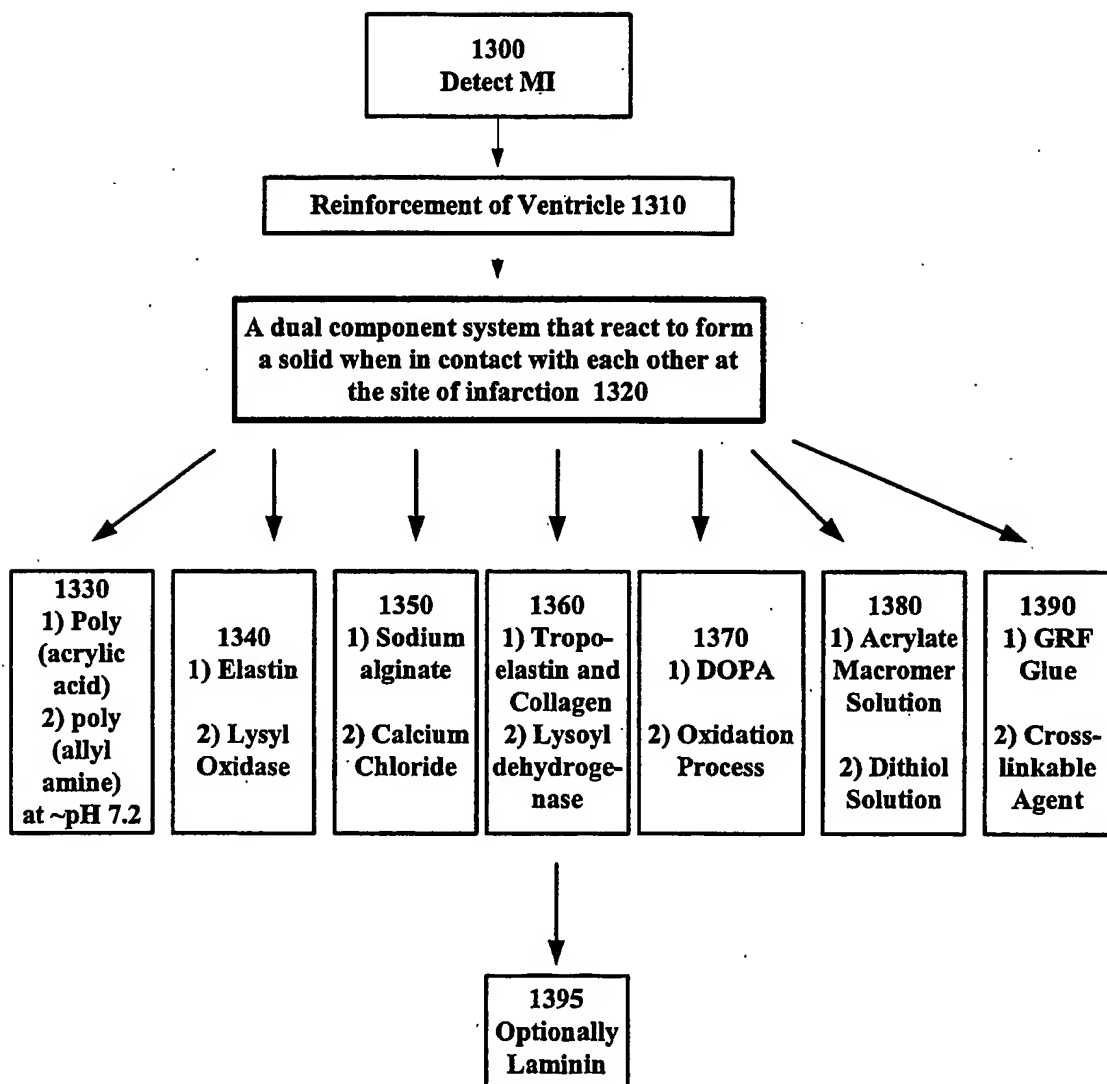 1300
Detect MI
Reinforcement of Ventricle 1310
A dual component system that react to form
a solid when in contact with each other at
the site of infarction 1320
1330
1) Poly
(acrylic
acid)
2) poly
(allyl
amine)
at ~pH 7.2
1340
1) Elastin
2) Lysyl
Oxidase
1350
1) Sodium
alginate
2) Calcium
Chloride
1360
1) Tropo-
elastin and
Collagen
2) Lysoyl
dehydroge-
nase
1370
1) DOPA
2) Oxidation
Process
1380
1) Acrylate
Macromer
Solution
2) Dithiol
Solution
1390
1) GRF
Glue
2) Cross-
linkable
Agent
1395
Optionally
Laminin